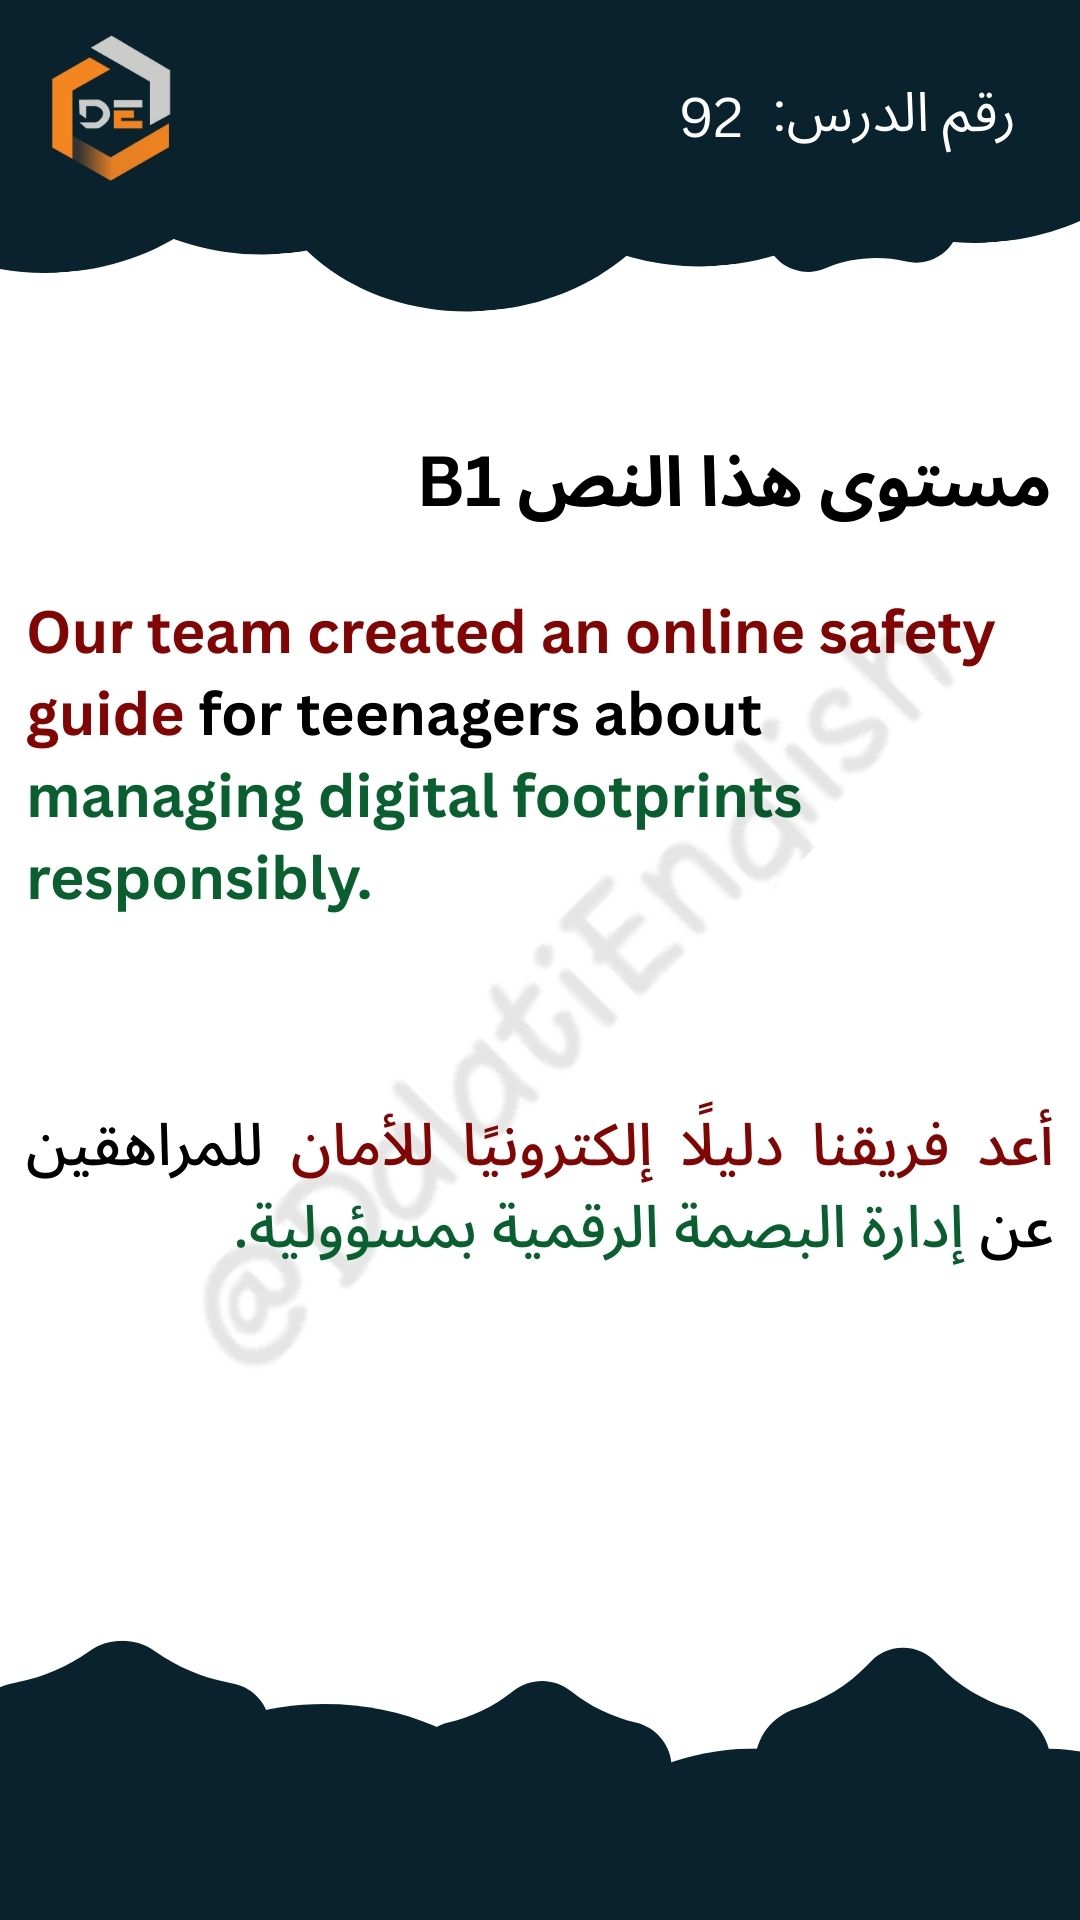 DE
رقم الدرس: 92
مستوى هذا النص B1
Our team created an online safety
guide for teenagers about
managing digital footprints
responsibly.
أعد فريقنا دليلًا إلكترونيًا للأمان للمراهقين
عن إدارة البصمة الرقمية بمسؤولية.
@DalatiEnglish